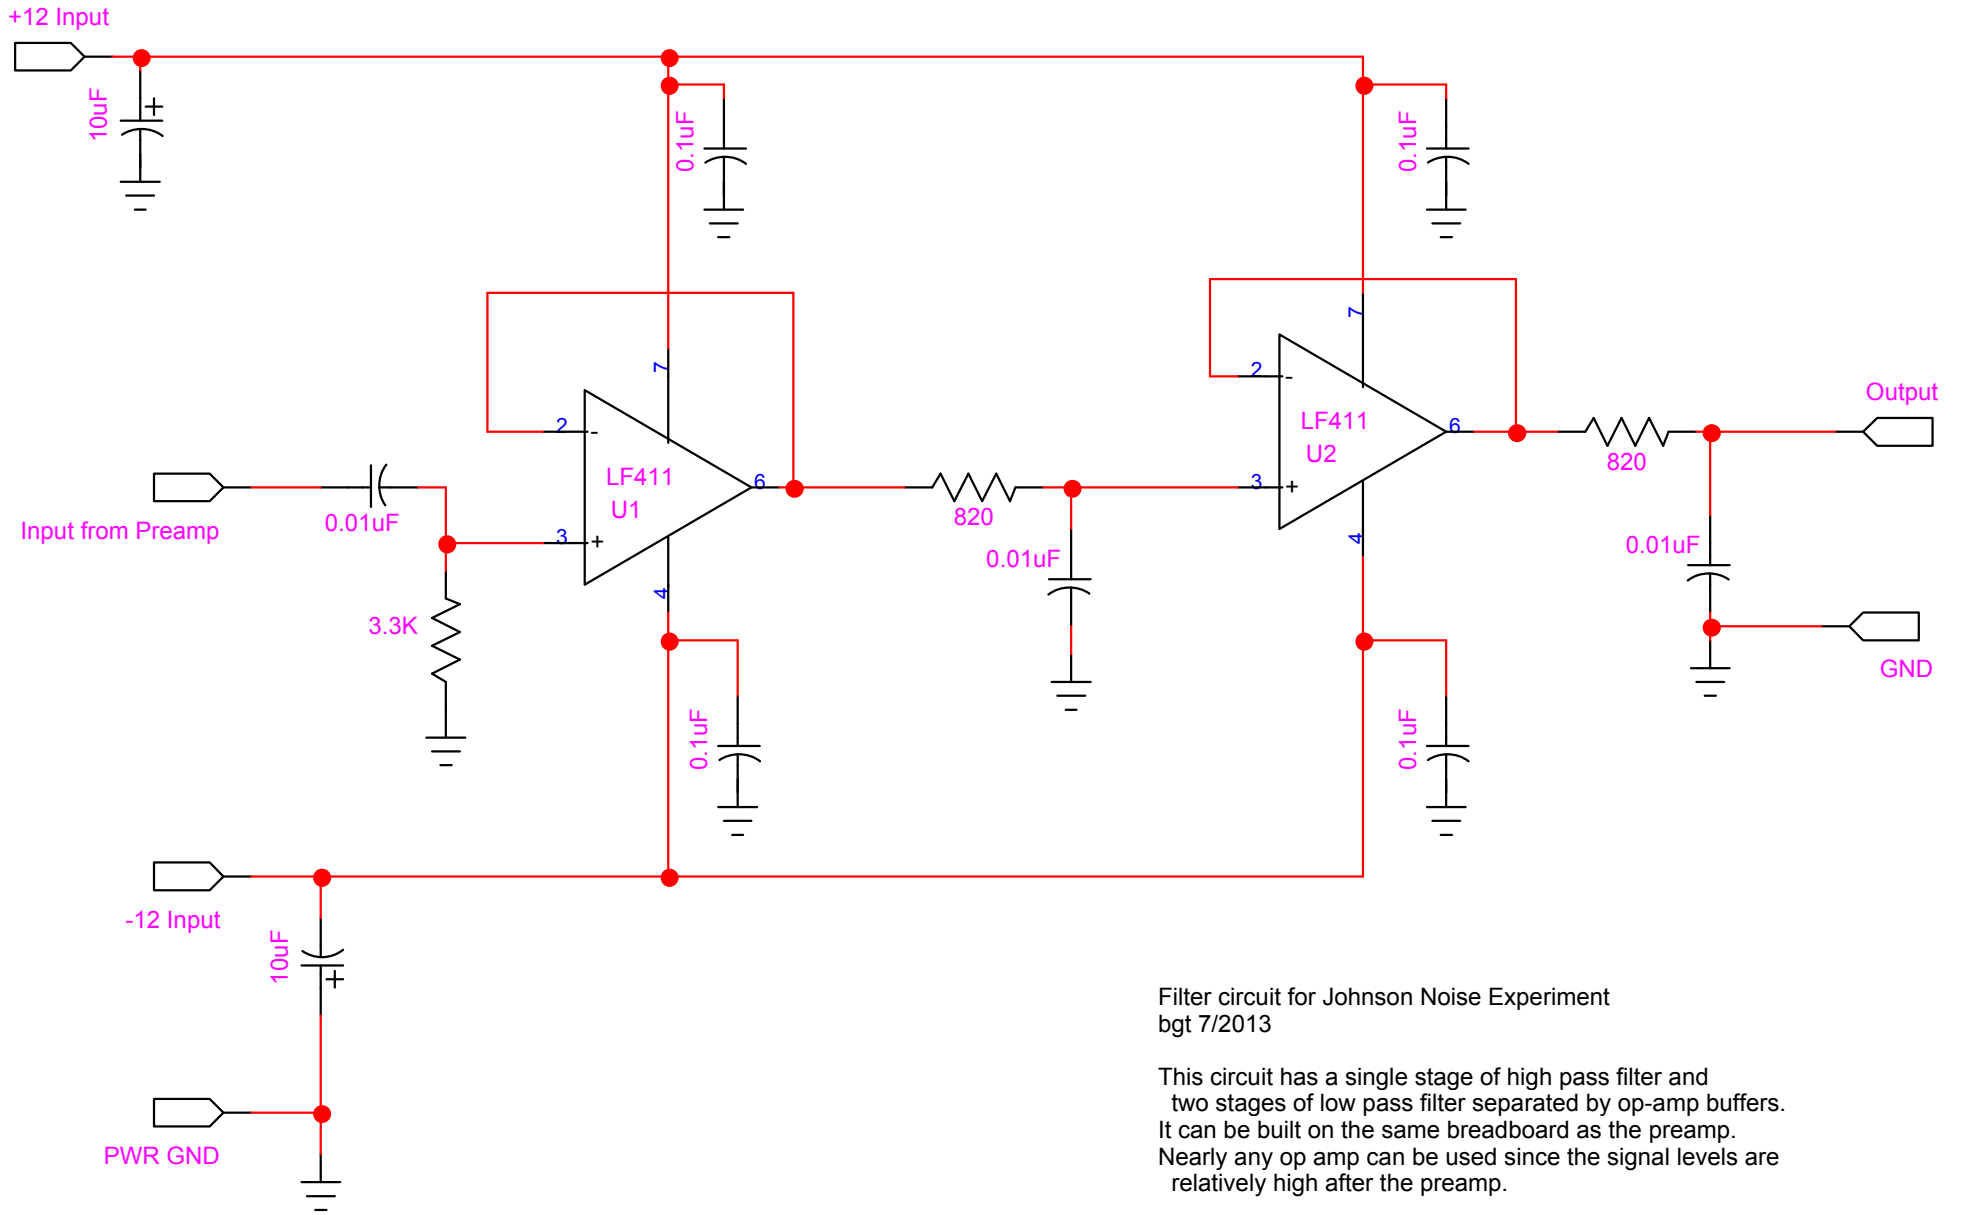 +12 Input
10uF
+
0.1uF
0.1uF
7
7
2
-
2
-
LF411
U2
6
820
Output
LF411
U1
6
Input from Preamp
0.01uF
3
+
820
3
+
4
4
0.01uF
0.01uF
3.3K
GND
0.1uF
0.1uF
-12 Input
10uF
+
PWR GND
Filter circuit for Johnson Noise Experiment
bgt 7/2013
This circuit has a single stage of high pass filter and
two stages of low pass filter separated by op-amp buffers.
It can be built on the same breadboard as the preamp.
Nearly any op amp can be used since the signal levels are
relatively high after the preamp.